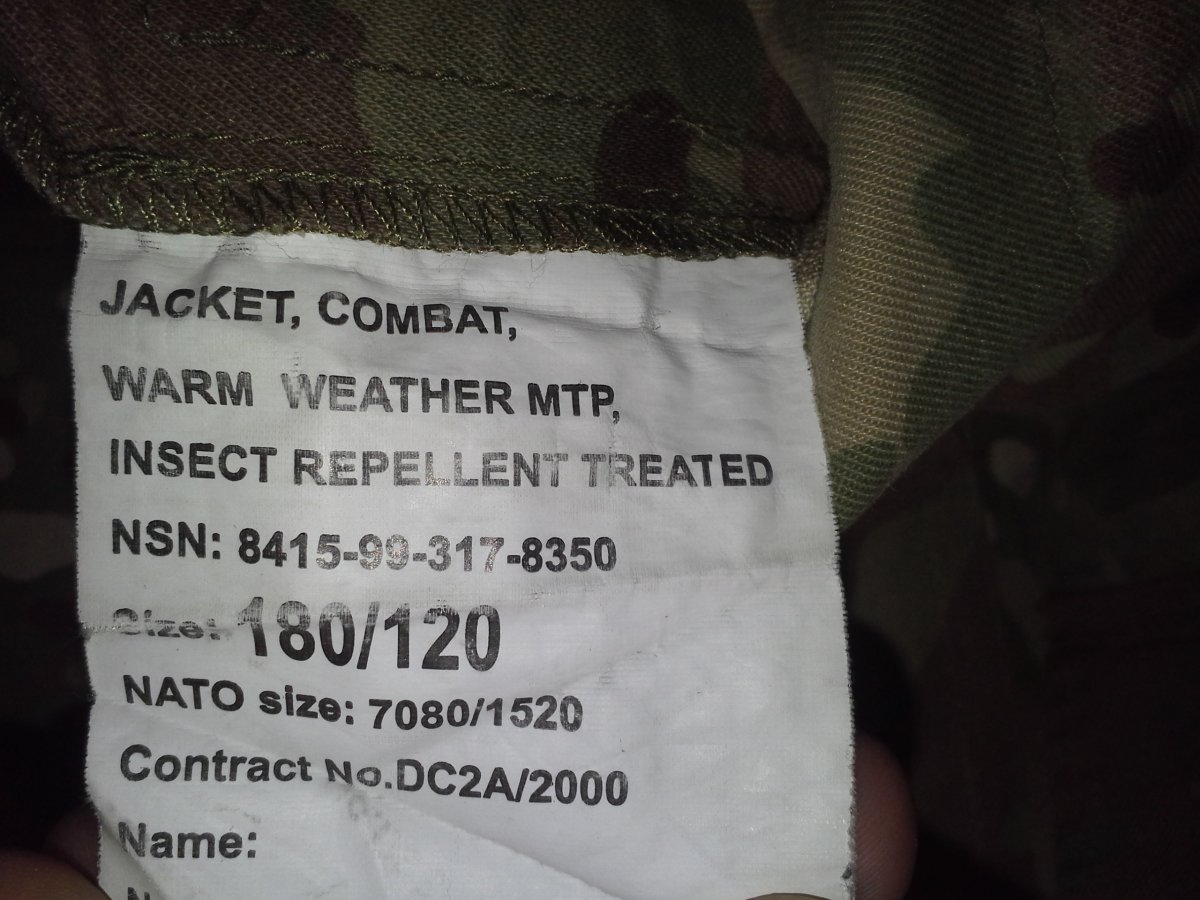 JACKET, COMBAT,
WARM WEATHER MTP,
INSECT REPELLENT TREATED
NSN: 8415-99-317-8350
Size: 180/120
NATO size: 7080/1520
Contract No.DC2A/2000
Name: